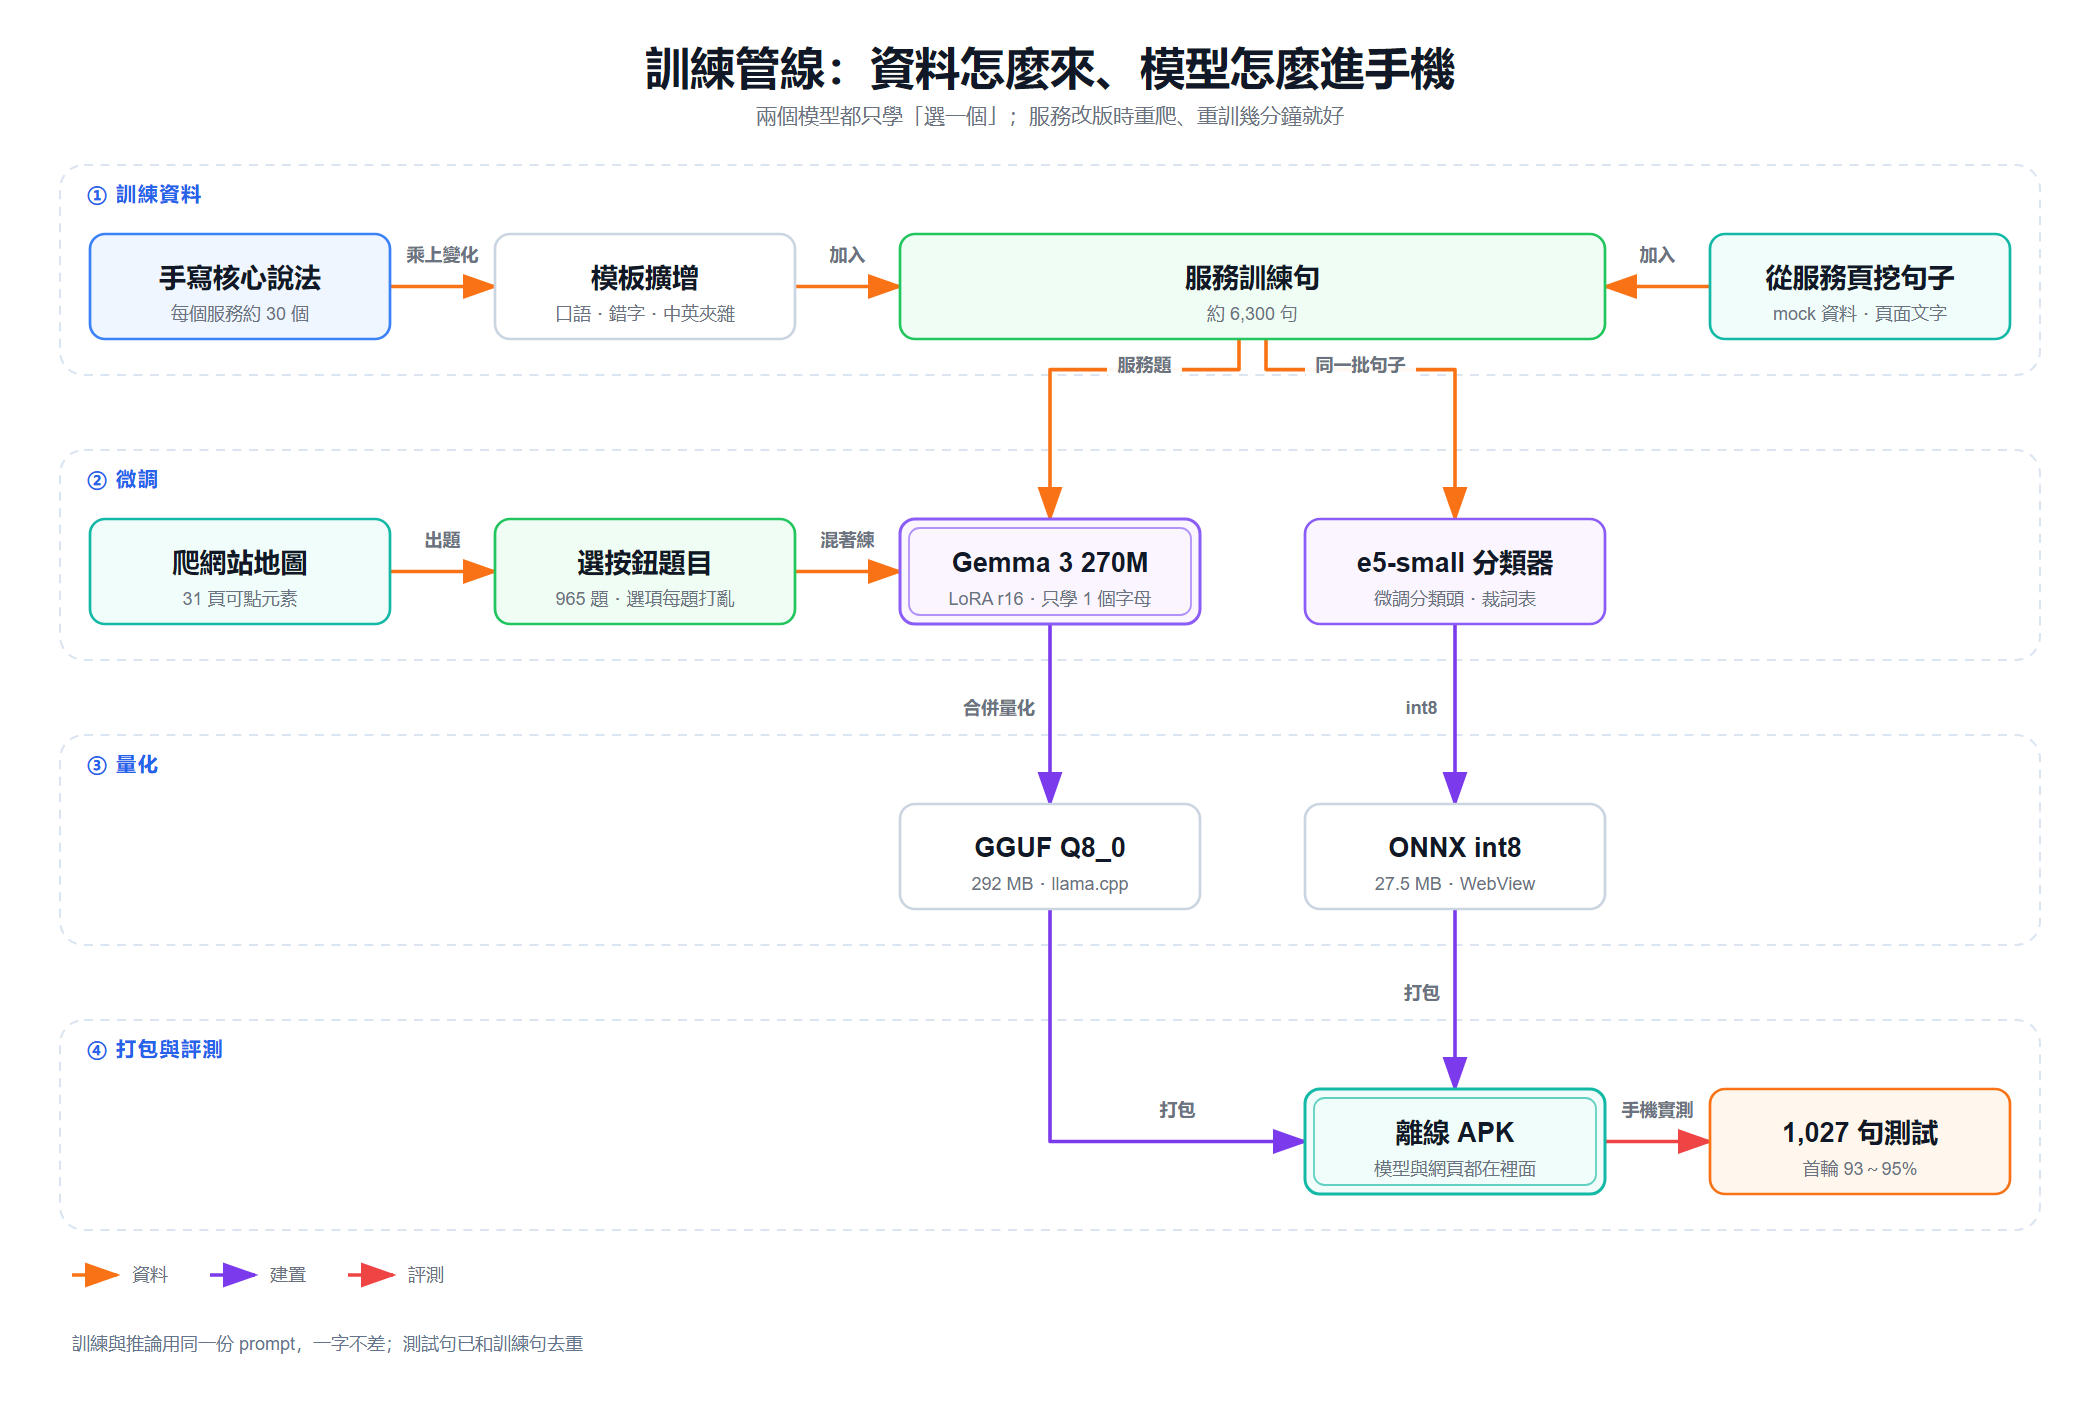 訓練管線：資料怎麼來、模型怎麼進手機
兩個模型都只學「選一個」；服務改版時重爬、重訓幾分鐘就好
① 訓練資料
手寫核心說法
每個服務約 30 個
乘上變化
模板擴增
口語 · 錯字 · 中英夾雜
加入
服務訓練句
約 6,300 句
加入
從服務頁挖句子
mock 資料 · 頁面文字
服務題
同一批句子
② 微調
爬網站地圖
31 頁可點元素
出題
選按鈕題目
965 題 · 選項每題打亂
混著練
Gemma 3 270M
LoRA r16 · 只學 1 個字母
e5-small 分類器
微調分類頭 · 裁詞表
合併量化
int8
③ 量化
GGUF Q8_0
292 MB · llama.cpp
ONNX int8
27.5 MB · WebView
打包
④ 打包與評測
打包
離線 APK
模型與網頁都在裡面
手機實測
1,027 句測試
首輪 93 ~ 95%
資料
建置
評測
訓練與推論用同一份 prompt，一字不差；測試句已和訓練句去重